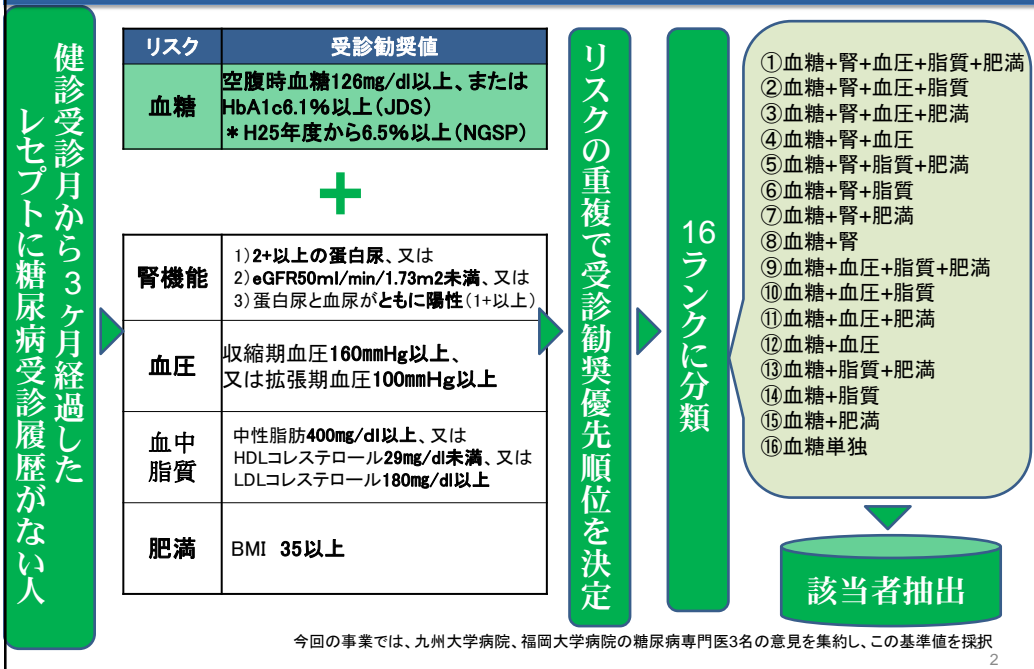 健診受診月から3ヶ月経過した
レセプトに糖尿病受診履歴がない人
リスク 受診勧奨値
血糖
空腹時血糖126mg/dl以上、または
HbA1c6.1%以上(JDS)
*H25年度から6.5%以上(NGSP)
+
腎機能
1)2+以上の蛋白尿、又は
2)eGFR50ml/min/1.73m2未満、又は
3)蛋白尿と血尿がともに陽性(1+以上)
血圧
収縮期血圧160mmHg以上、
又は拡張期血圧100mmHg以上
血中
脂質
中性脂肪400mg/dl以上、又は
HDLコレステロール29mg/dl未満、又は
LDLコレステロール180mg/dl以上
肥満
BMI 35以上
リスクの重複で受診勧奨優先順位を決定
16ランクに分類
①血糖+腎+血圧+脂質+肥満
②血糖+腎+血圧+脂質
③血糖+腎+血圧+肥満
④血糖+腎+血圧
⑤血糖+腎+脂質+肥満
⑥血糖+腎+脂質
⑦血糖+腎+肥満
⑧血糖+腎
⑨血糖+血圧+脂質+肥満
⑩血糖+血圧+脂質
⑪血糖+血圧+肥満
⑫血糖+血圧
⑬血糖+脂質+肥満
⑭血糖+脂質
⑮血糖+肥満
⑯血糖単独
該当者抽出
今回の事業では、九州大学病院、福岡大学病院の糖尿病専門医3名の意見を集約し、この基準値を採択
2